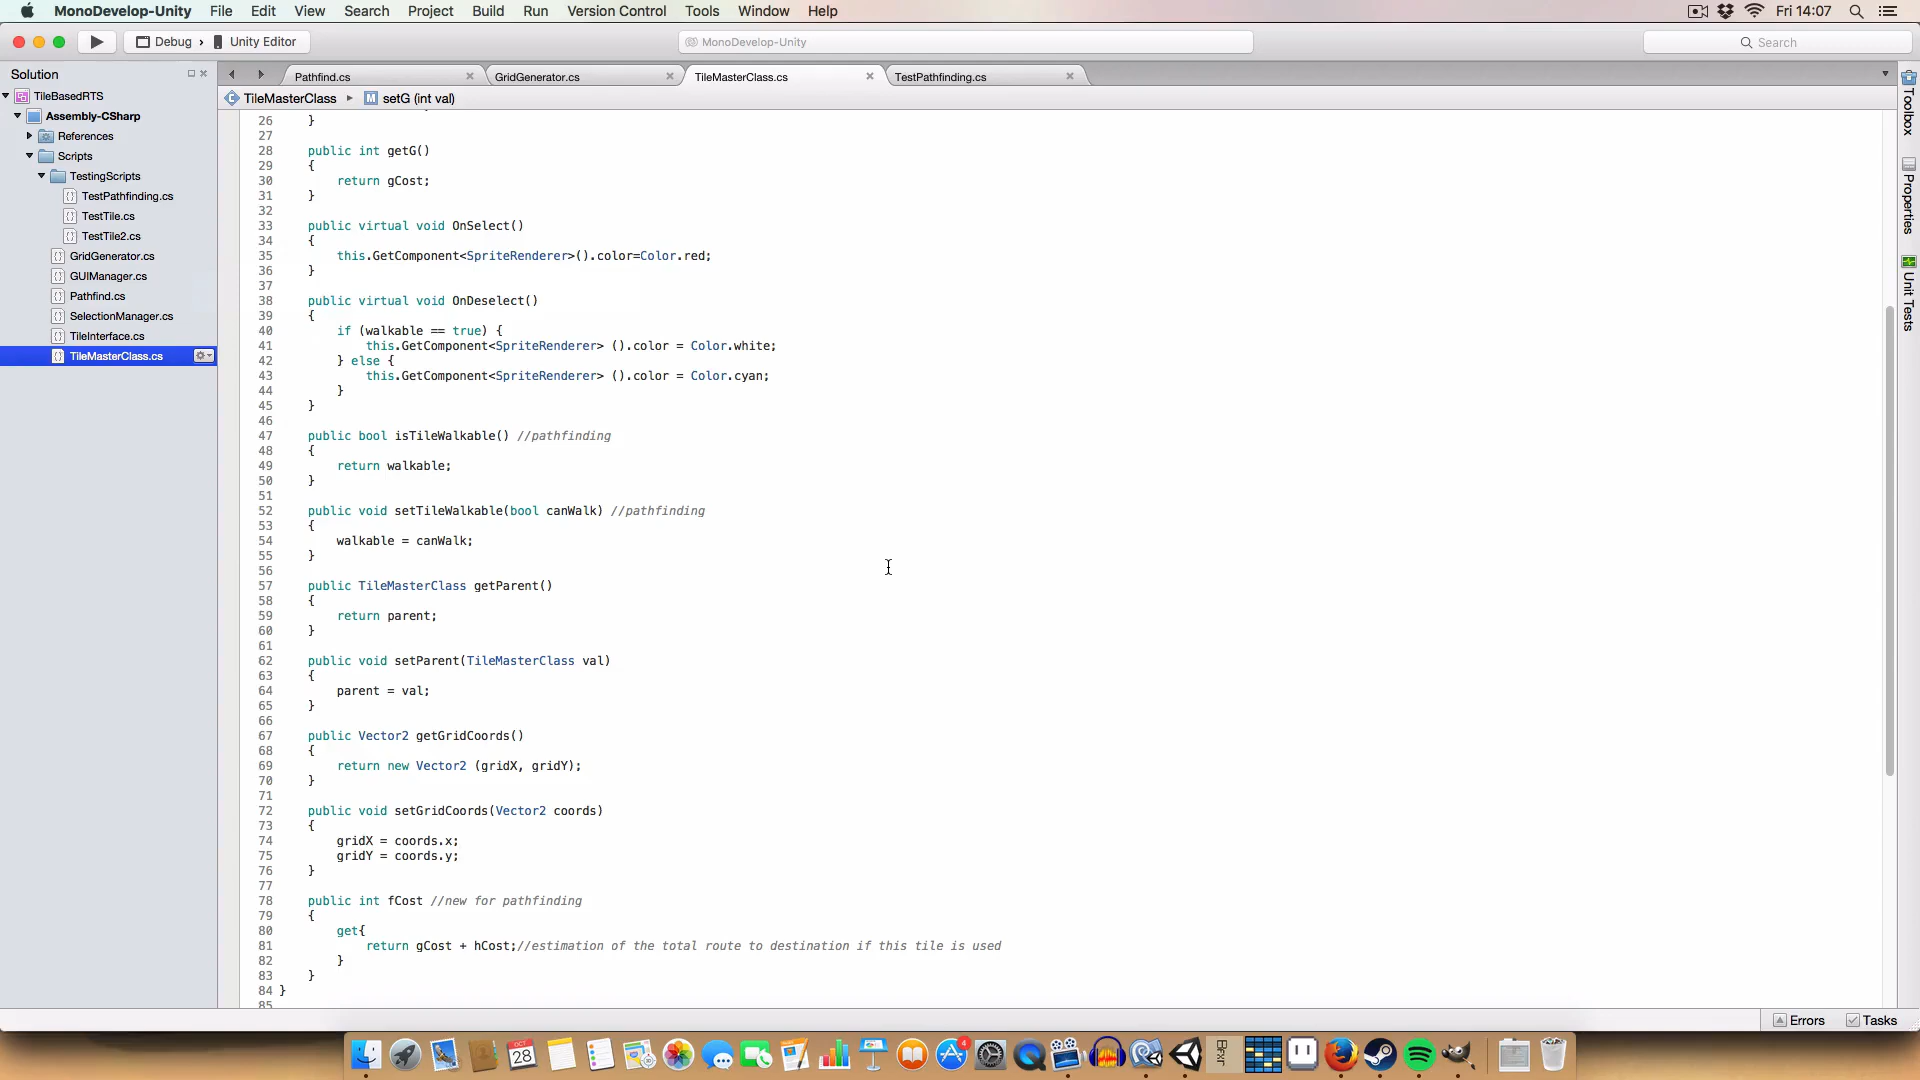 MonoDevelop-Unity File Edit View Search Project Build Run Version Control Tools Window Help Fri 14:07
Debug › Unity Editor MonoDevelop-Unity Search
Solution
TileBasedRTS
Assembly-CSharp
References
Scripts
TestingScripts
TestPathfinding.cs
TestTile.cs
TestTile2.cs
GridGenerator.cs
GUIManager.cs
Pathfind.cs
SelectionManager.cs
TileInterface.cs
TileMasterClass.cs
Pathfind.cs GridGenerator.cs TileMasterClass.cs TestPathfinding.cs
TileMasterClass ▸ M setG (int val)
26 }
27
28 public int getG()
29 {
30 return gCost;
31 }
32
33 public virtual void OnSelect()
34 {
35 this.GetComponent<SpriteRenderer>().color=Color.red;
36 }
37
38 public virtual void OnDeselect()
39 {
40 if (walkable == true) {
41 this.GetComponent<SpriteRenderer> ().color = Color.white;
42 } else {
43 this.GetComponent<SpriteRenderer> ().color = Color.cyan;
44 }
45 }
46
47 public bool isTileWalkable() //pathfinding
48 {
49 return walkable;
50 }
51
52 public void setTileWalkable(bool canWalk) //pathfinding
53 {
54 walkable = canWalk;
55 }
56
57 public TileMasterClass getParent()
58 {
59 return parent;
60 }
61
62 public void setParent(TileMasterClass val)
63 {
64 parent = val;
65 }
66
67 public Vector2 getGridCoords()
68 {
69 return new Vector2 (gridX, gridY);
70 }
71
72 public void setGridCoords(Vector2 coords)
73 {
74 gridX = coords.x;
75 gridY = coords.y;
76 }
77
78 public int fCost //new for pathfinding
79 {
80 get{
81 return gCost + hCost;//estimation of the total route to destination if this tile is used
82 }
83 }
84 }
85
Toolbox
Properties
Unit Tests
Errors Tasks
OCT
28
4
Bfxr